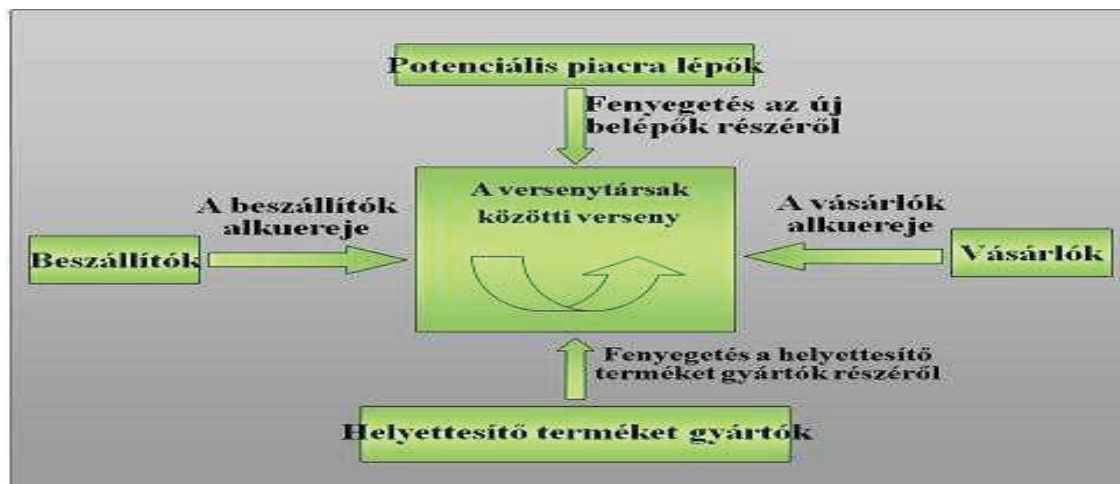 Potenciális piacra lépők
Fenyegetés az új
belépők részéről
A versenytársak
közötti verseny
A beszállítók
alkuereje
Beszállítók
A vásárlók
alkuereje
Vásárlók
Fenyegetés a helyettesítő
terméket gyártók részéről
Helyettesítő terméket gyártók